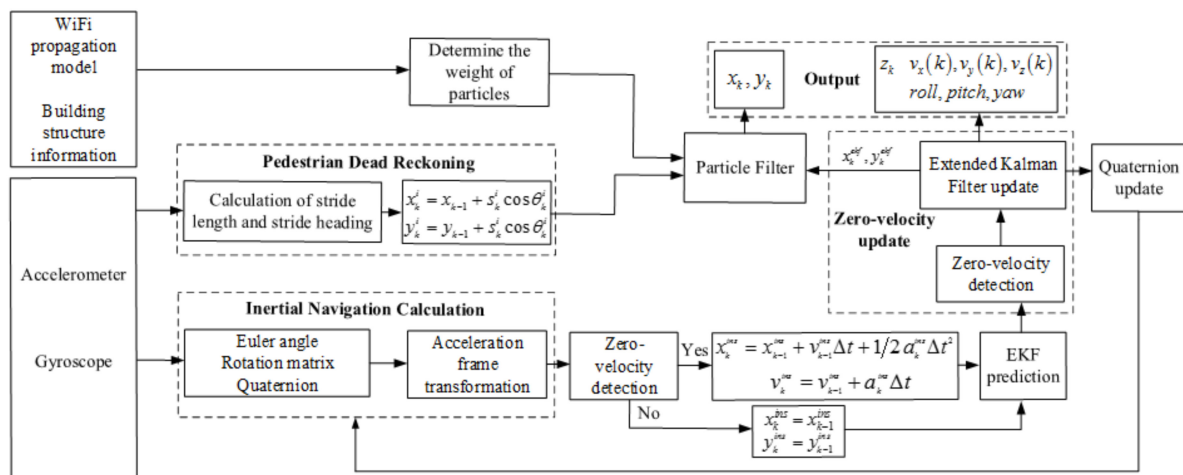 WiFi
propagation
model
Building
structure
information
Determine the
weight of
particles
x_k, y_k
Output
z_k v_x(k), v_y(k), v_z(k)
roll, pitch, yaw
Pedestrian Dead Reckoning
Calculation of stride
length and stride heading
x_k^i = x_{k-1} + s_k^i cos θ_k^i
y_k^i = y_{k-1} + s_k^i cos θ_k^i
Particle Filter
x_k^{ekf}, y_k^{ekf}
Extended Kalman
Filter update
Quaternion
update
Zero-velocity
update
Zero-velocity
detection
Accelerometer
Gyroscope
Inertial Navigation Calculation
Euler angle
Rotation matrix
Quaternion
Acceleration
frame
transformation
Zero-
velocity
detection
Yes
x_k^{ins} = x_{k-1}^{ins} + v_{k-1}^{ins} Δt + 1/2 a_k^{ins} Δt^2
v_k^{ins} = v_{k-1}^{ins} + a_k^{ins} Δt
EKF
prediction
No
x_k^{ins} = x_{k-1}^{ins}
y_k^{ins} = y_{k-1}^{ins}